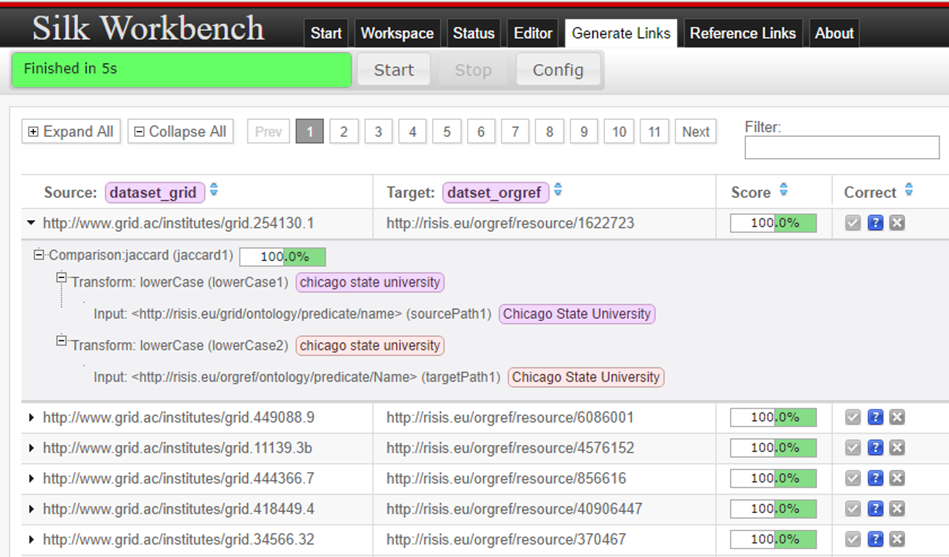 Silk Workbench Start Workspace Status Editor Generate Links Reference Links About
Finished in 5s Start Stop Config
Expand All Collapse All Prev 1 2 3 4 5 6 7 8 9 10 11 Next Filter:
Source: dataset_grid Target: datset_orgref Score Correct
http://www.grid.ac/institutes/grid.254130.1 http://risis.eu/orgref/resource/1622723 100.0%
Comparison:jaccard (jaccard1) 100.0%
Transform: lowerCase (lowerCase1) chicago state university
Input: <http://risis.eu/grid/ontology/predicate/name> (sourcePath1) Chicago State University
Transform: lowerCase (lowerCase2) chicago state university
Input: <http://risis.eu/orgref/ontology/predicate/Name> (targetPath1) Chicago State University
http://www.grid.ac/institutes/grid.449088.9 http://risis.eu/orgref/resource/6086001 100.0%
http://www.grid.ac/institutes/grid.11139.3b http://risis.eu/orgref/resource/4576152 100.0%
http://www.grid.ac/institutes/grid.444366.7 http://risis.eu/orgref/resource/856616 100.0%
http://www.grid.ac/institutes/grid.418449.4 http://risis.eu/orgref/resource/40906447 100.0%
http://www.grid.ac/institutes/grid.34566.32 http://risis.eu/orgref/resource/370467 100.0%